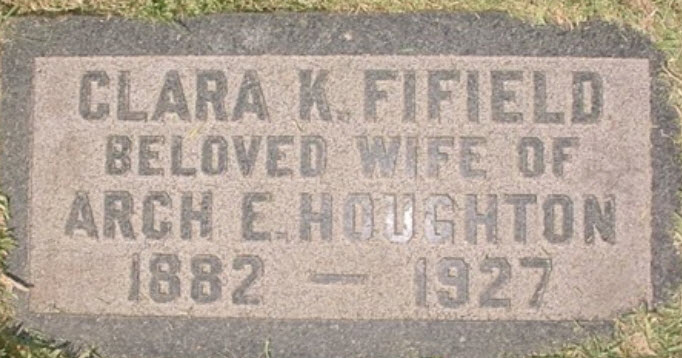 CLARA K. FIFIELD
BELOVED WIFE OF
ARCH E. HOUGHTON
1882 — 1927